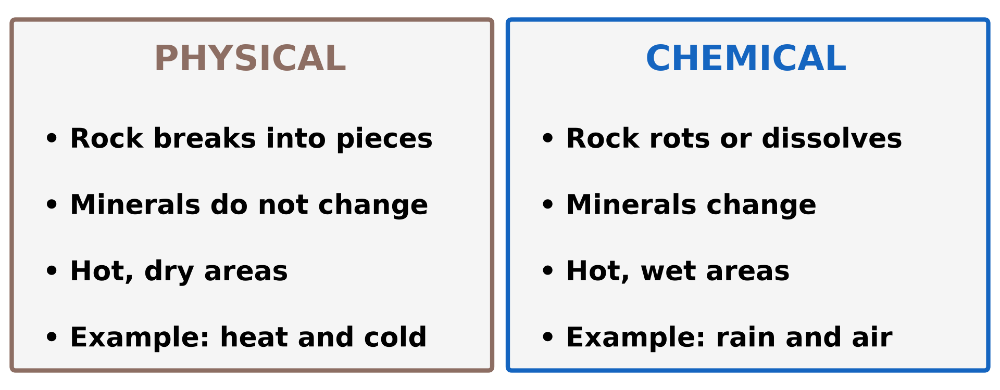 PHYSICAL
• Rock breaks into pieces
• Minerals do not change
• Hot, dry areas
• Example: heat and cold
CHEMICAL
• Rock rots or dissolves
• Minerals change
• Hot, wet areas
• Example: rain and air